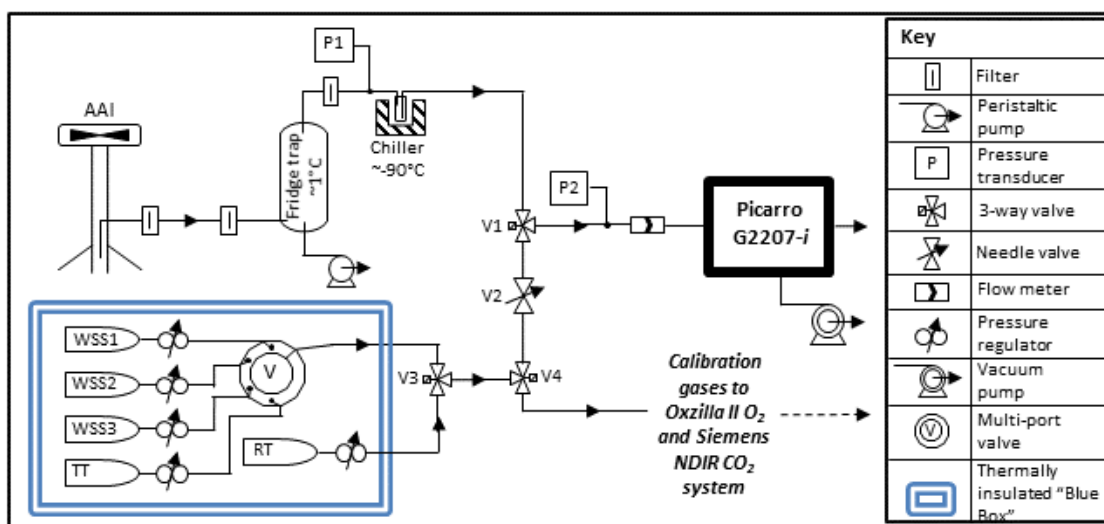 P1
AAI
Fridge trap
~1°C
Chiller
~-90°C
P2
V1
Picarro
G2207-i
V2
WSS1
WSS2
WSS3
TT
V
RT
V3
V4
Calibration
gases to
Oxzilla II O₂
and Siemens
NDIR CO₂
system
Key
Filter
Peristaltic
pump
P
Pressure
transducer
3-way valve
Needle valve
Flow meter
Pressure
regulator
Vacuum
pump
V
Multi-port
valve
Thermally
insulated “Blue
Box”